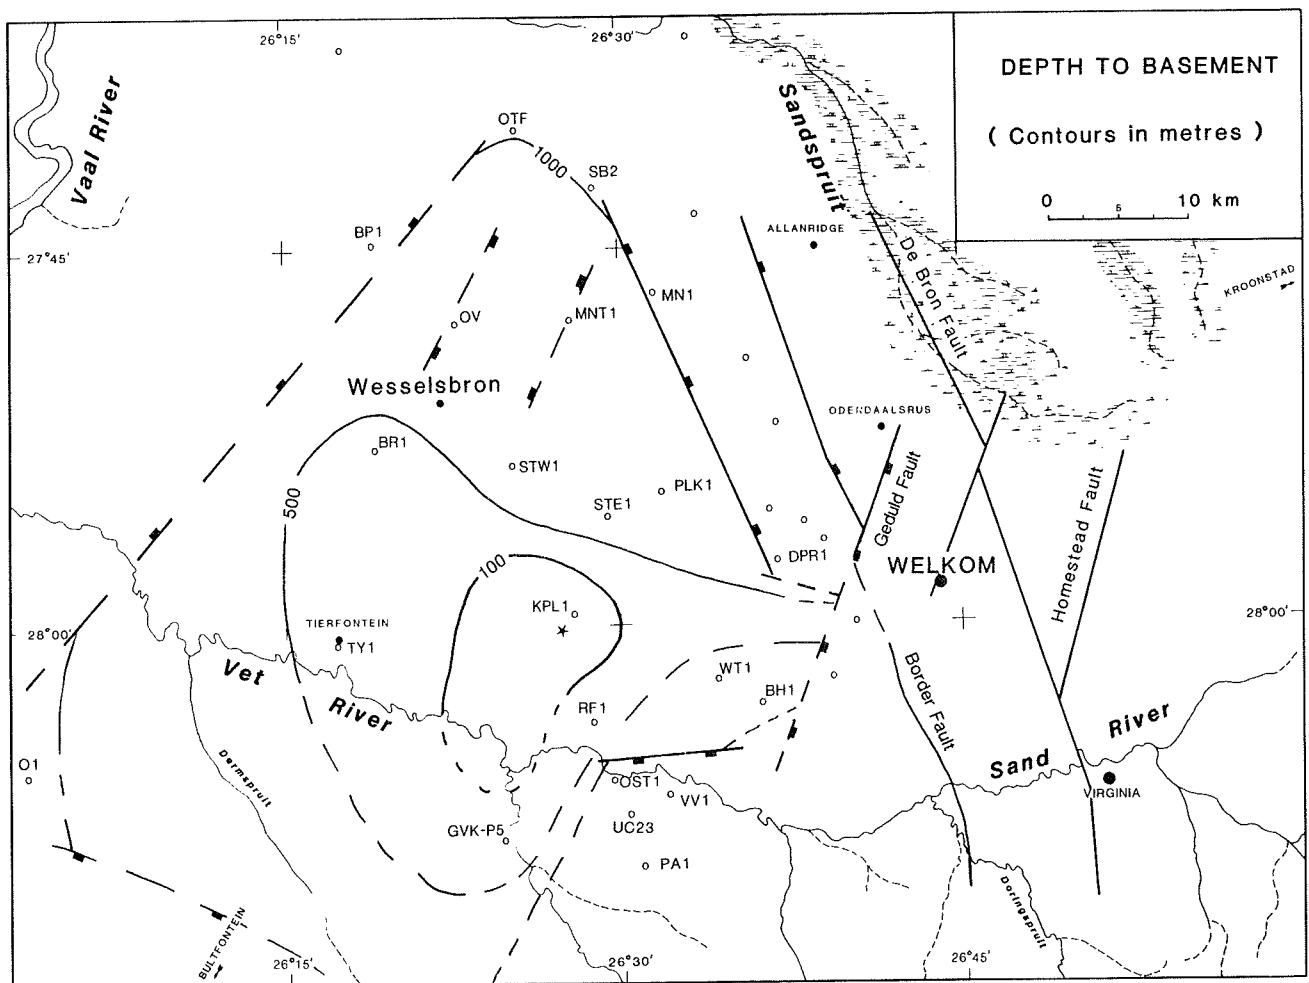 26°15'
26°30'
DEPTH TO BASEMENT
( Contours in metres )
0 5 10 km
Vaal River
Sandspruit
OTF
1000
SB2
BP1
ALLANRIDGE
27°45'
De Bron Fault
KROONSTAD
MN1
OV
MNT1
Wesselsbron
ODENDAALSRUS
BR1
STW1
PLK1
500
STE1
Geduld Fault
Homestead Fault
DPR1
WELKOM
100
KPL1
28°00'
28°00'
TIERFONTEIN
TY1
Vet River
WT1
BH1
Border Fault
RF1
Sand River
O1
Dermspruit
OST1
VV1
VIRGINIA
GVK-P5
UC23
PA1
Doringspruit
BULTFONTEIN
26°15'
26°30'
26°45'